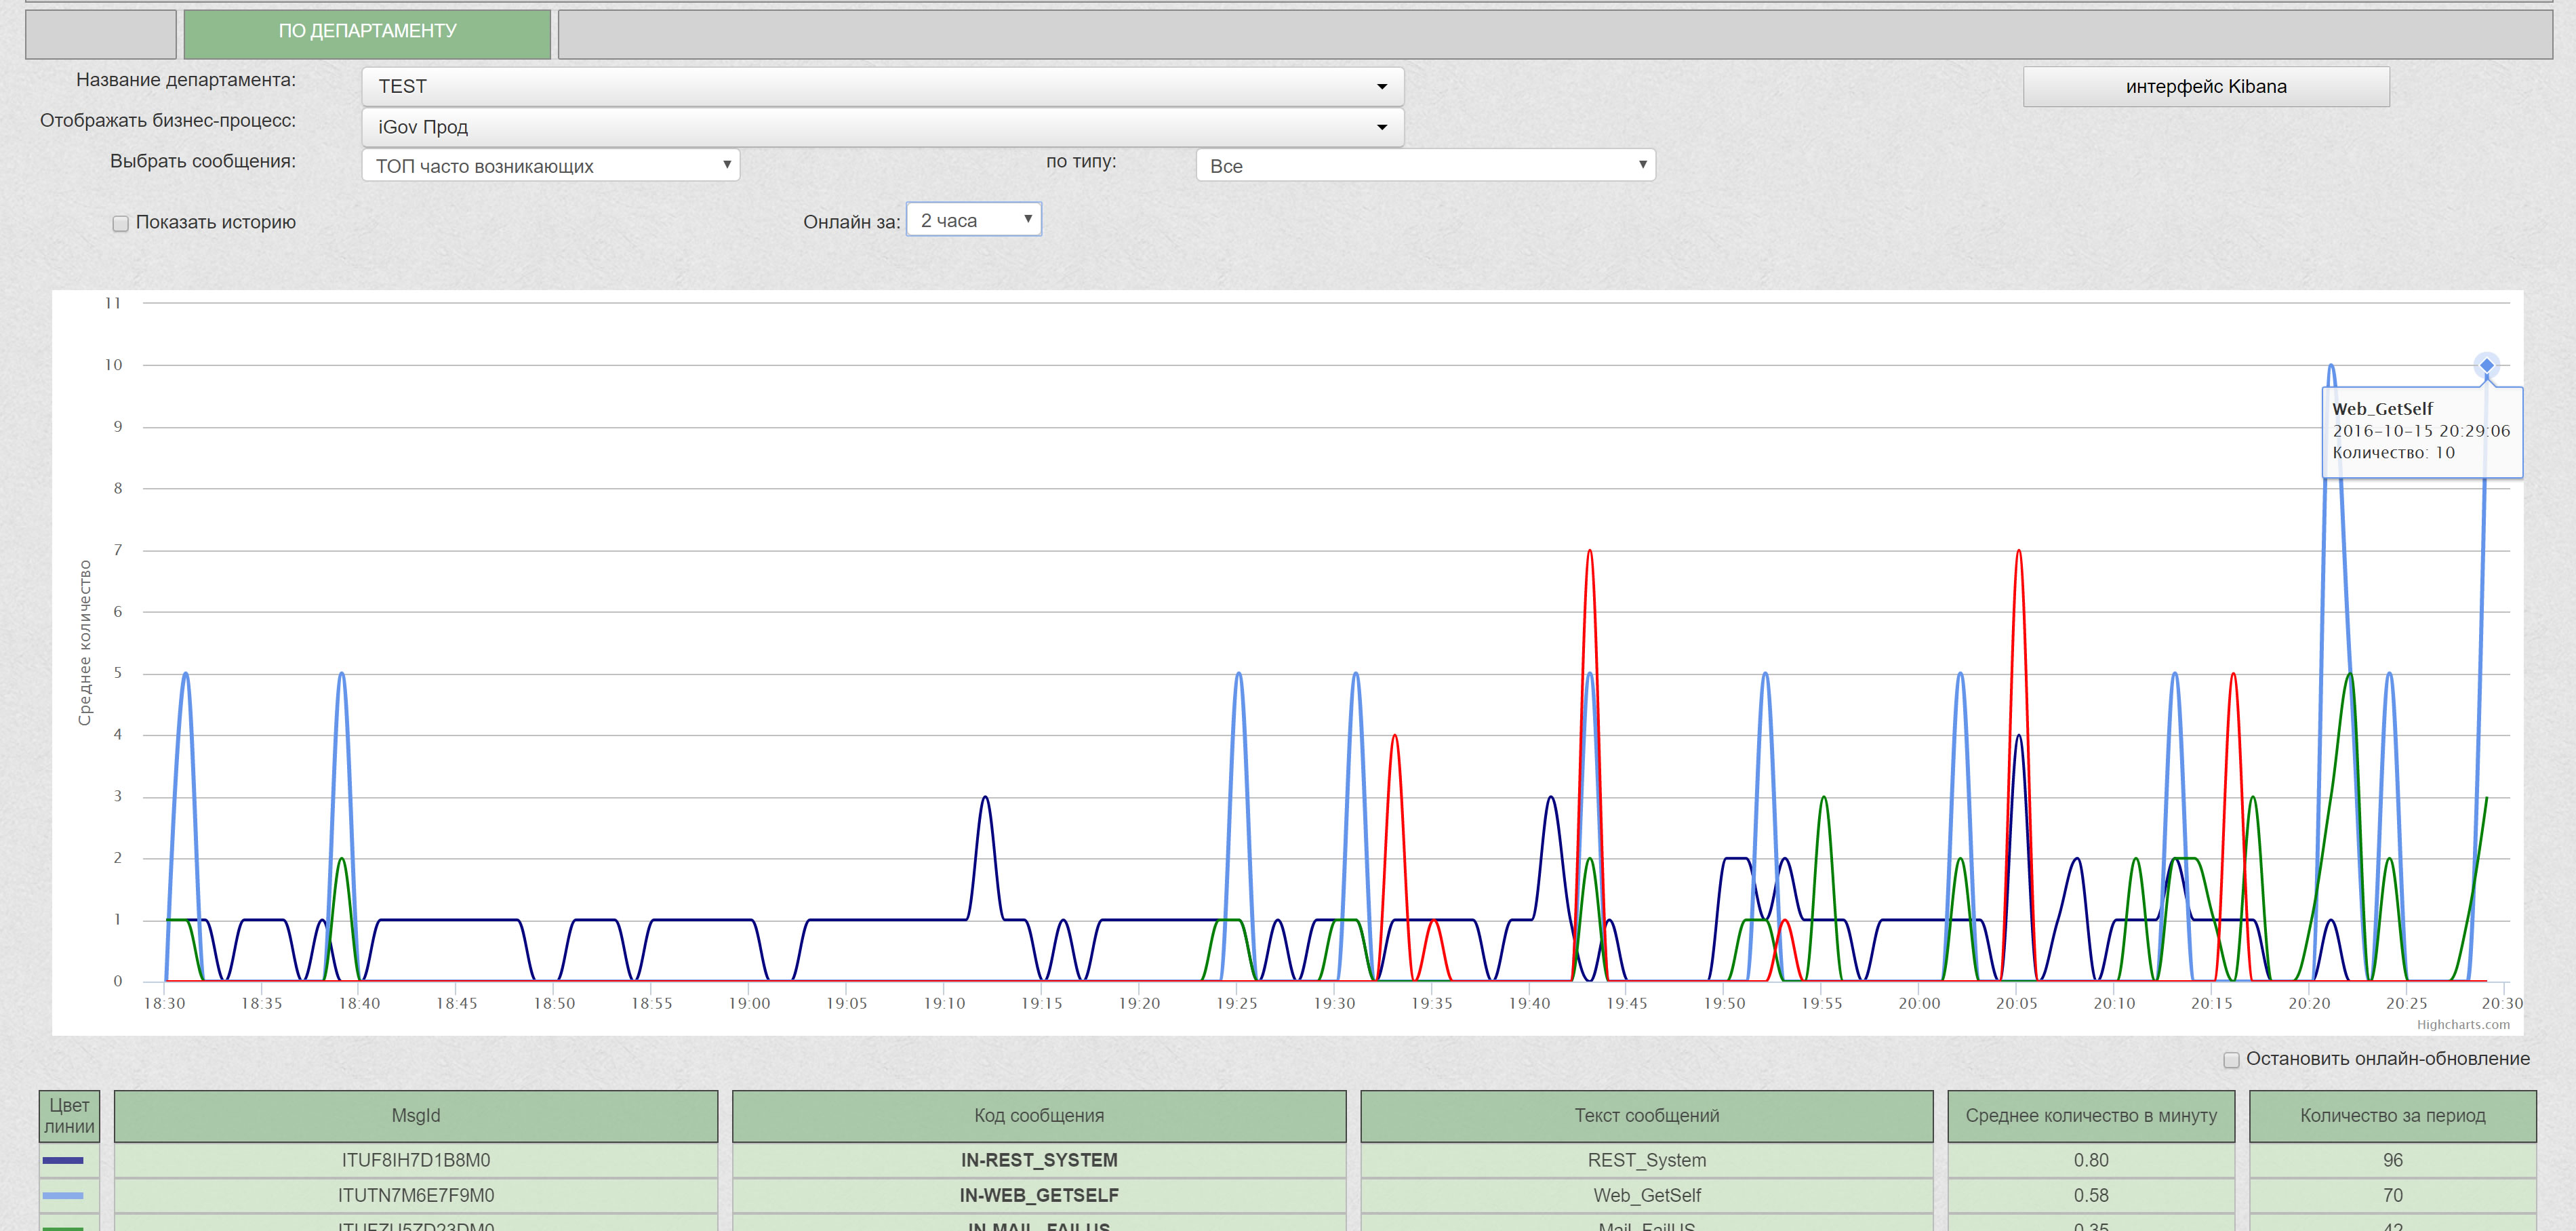 ПО ДЕПАРТАМЕНТУ
Название департамента: TEST интерфейс Kibana
Отображать бизнес-процесс: iGov Прод
Выбрать сообщения: ТОП часто возникающих по типу: Все
Показать историю Онлайн за: 2 часа
11
10
9
8
7
6
5
4
3
2
1
0
Среднее количество
Web_GetSelf
2016-10-15 20:29:06
Количество: 10
18:30 18:35 18:40 18:45 18:50 18:55 19:00 19:05 19:10 19:15 19:20 19:25 19:30 19:35 19:40 19:45 19:50 19:55 20:00 20:05 20:10 20:15 20:20 20:25 20:30
Highcharts.com
Остановить онлайн-обновление
Цвет линии MsgId Код сообщения Текст сообщений Среднее количество в минуту Количество за период
ITUF8IH7D1B8M0 IN-REST_SYSTEM REST_System 0.80 96
ITUTN7M6E7F9M0 IN-WEB_GETSELF Web_GetSelf 0.58 70
IN-MAIL_FAILUS Mail_FailUS 0.35 42